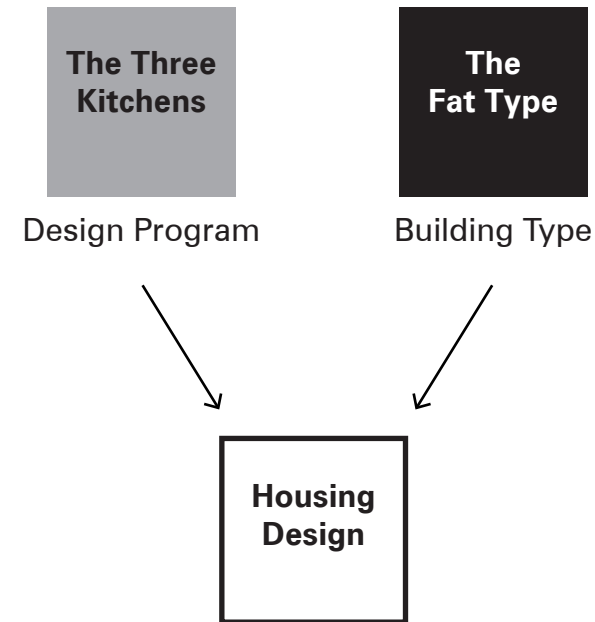 The Three
Kitchens
The
Fat Type
Design Program
Building Type
Housing
Design